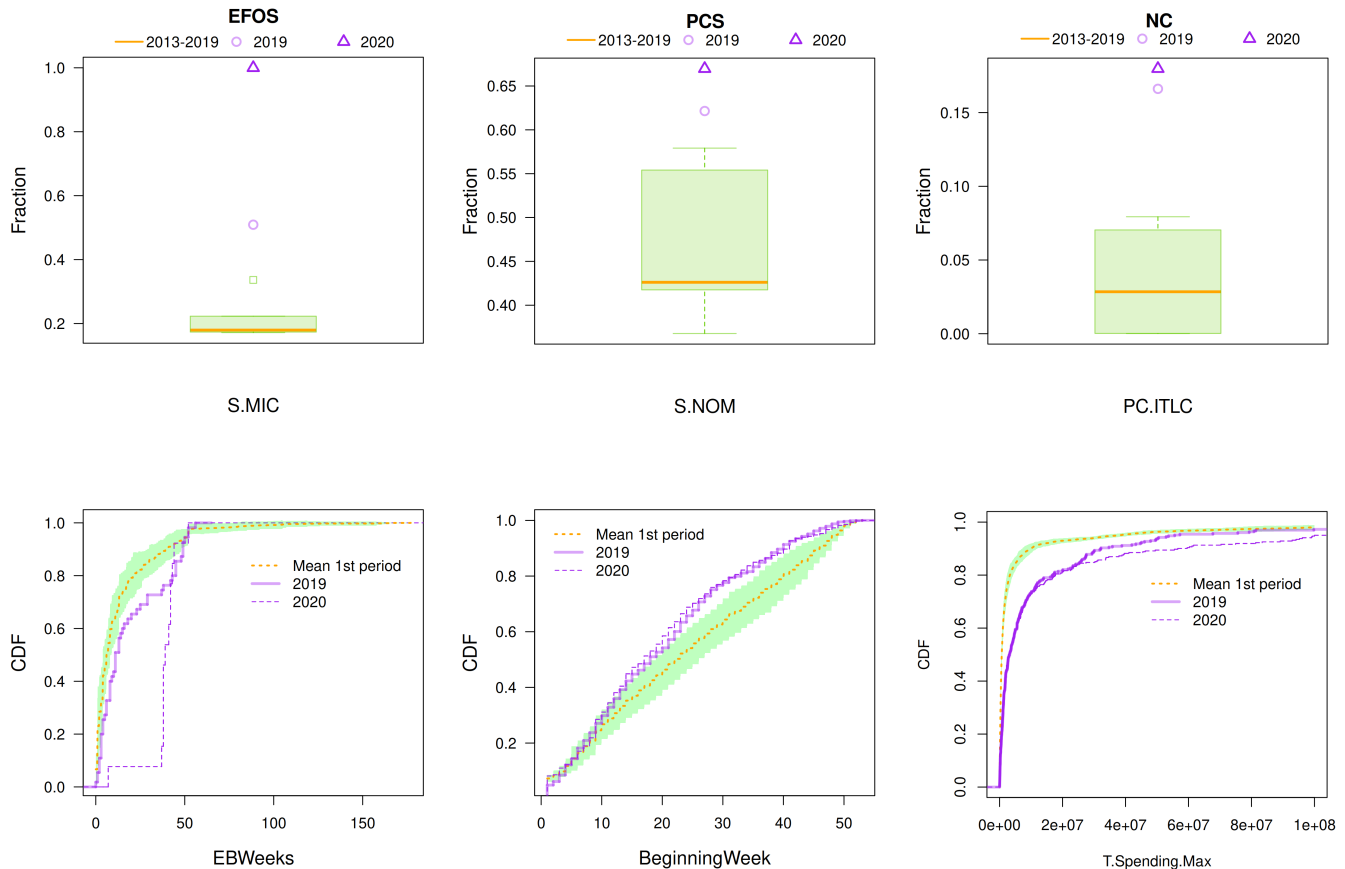 EFOS
2013-2019 2019 2020
1.0
0.8
0.6
0.4
0.2
Fraction
S.MIC
PCS
2013-2019 2019 2020
0.65
0.60
0.55
0.50
0.45
0.40
Fraction
S.NOM
NC
2013-2019 2019 2020
0.15
0.10
0.05
0.00
Fraction
PC.ITLC
1.0
0.8
0.6
0.4
0.2
0.0
CDF
Mean 1st period
2019
2020
0 50 100 150
EBWeeks
1.0
0.8
0.6
0.4
0.2
CDF
Mean 1st period
2019
2020
0 10 20 30 40 50
BeginningWeek
1.0
0.8
0.6
0.4
0.2
0.0
CDF
Mean 1st period
2019
2020
0e+00 2e+07 4e+07 6e+07 8e+07 1e+08
T.Spending.Max